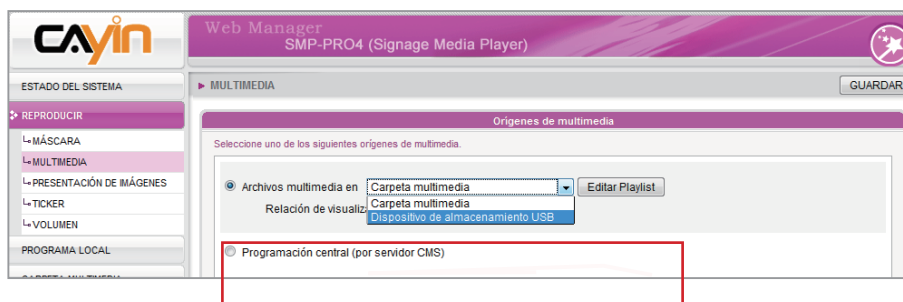 CAYIN
Web Manager
SMP-PRO4 (Signage Media Player)
ESTADO DEL SISTEMA
MULTIMEDIA
GUARDAR
REPRODUCIR
Orígenes de multimedia
MÁSCARA
Seleccione uno de los siguientes orígenes de multimedia.
MULTIMEDIA
PRESENTACIÓN DE IMÁGENES
Archivos multimedia en
Carpeta multimedia
Editar Playlist
TICKER
Relación de visualiz
Carpeta multimedia
Dispositivo de almacenamiento USB
VOLUMEN
PROGRAMA LOCAL
Programación central (por servidor CMS)